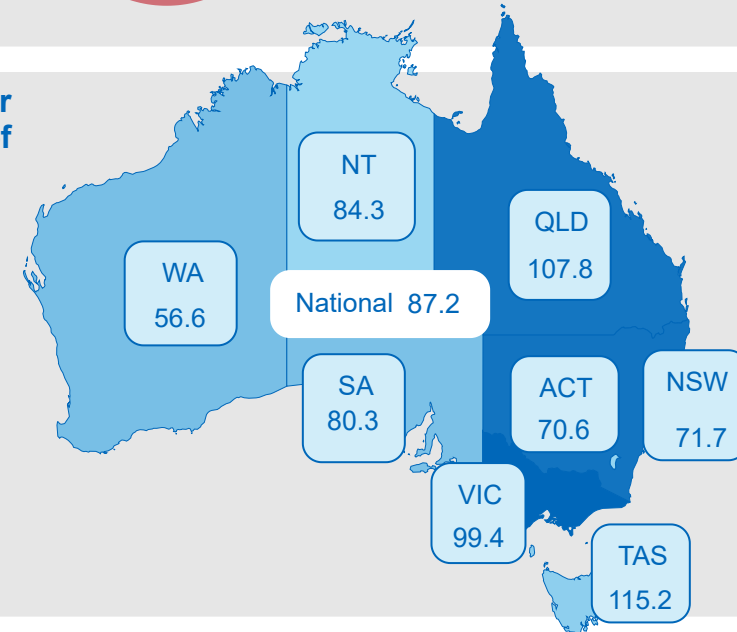 r
f
NT
84.3
QLD
107.8
WA
56.6
National 87.2
SA
80.3
ACT
70.6
NSW
71.7
VIC
99.4
TAS
115.2